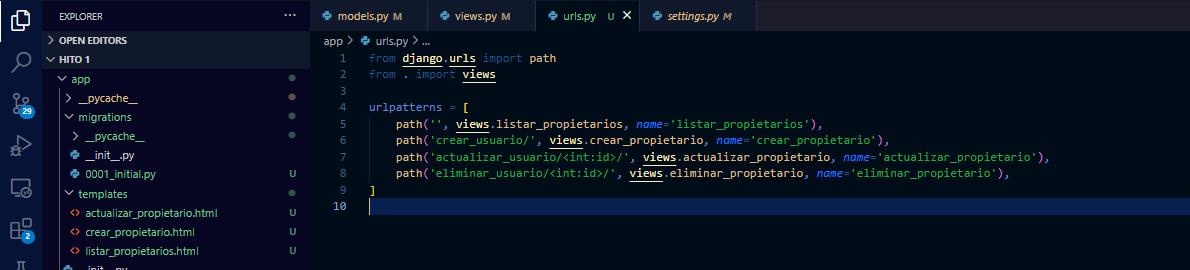 EXPLORER
OPEN EDITORS
HITO 1
app
__pycache__
migrations
__pycache__
__init__.py
0001_initial.py U
templates
actualizar_propietario.html U
crear_propietario.html U
listar_propietarios.html U
__init__.py
29
2
models.py M
views.py M
urls.py U
settings.py M
app > urls.py > ...
1 from django.urls import path
2 from . import views
3
4 urlpatterns = [
5 path('', views.listar_propietarios, name='listar_propietarios'),
6 path('crear_usuario/', views.crear_propietario, name='crear_propietario'),
7 path('actualizar_usuario/<int:id>/', views.actualizar_propietario, name='actualizar_propietario'),
8 path('eliminar_usuario/<int:id>/', views.eliminar_propietario, name='eliminar_propietario'),
9 ]
10